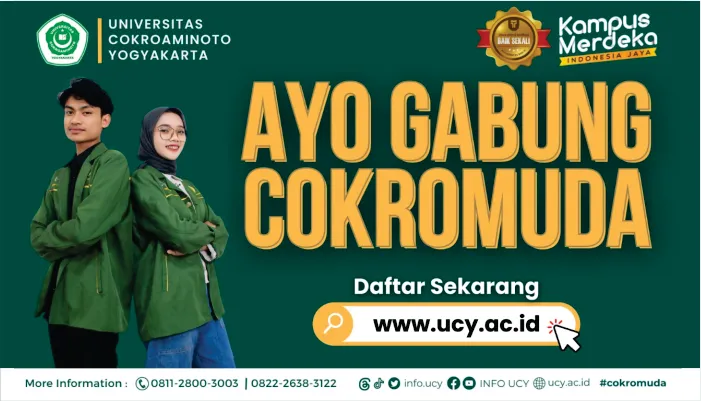 UNIVERSITAS
COKROAMINOTO
YOGYAKARTA
BAIK SEKALI
Kampus
Merdeka
INDONESIA JAYA
AYO GABUNG
COKROMUDA
Daftar Sekarang
www.ucy.ac.id
More Information : 0811-2800-3003 | 0822-2638-3122 info.ucy INFO UCY ucy.ac.id #cokromuda